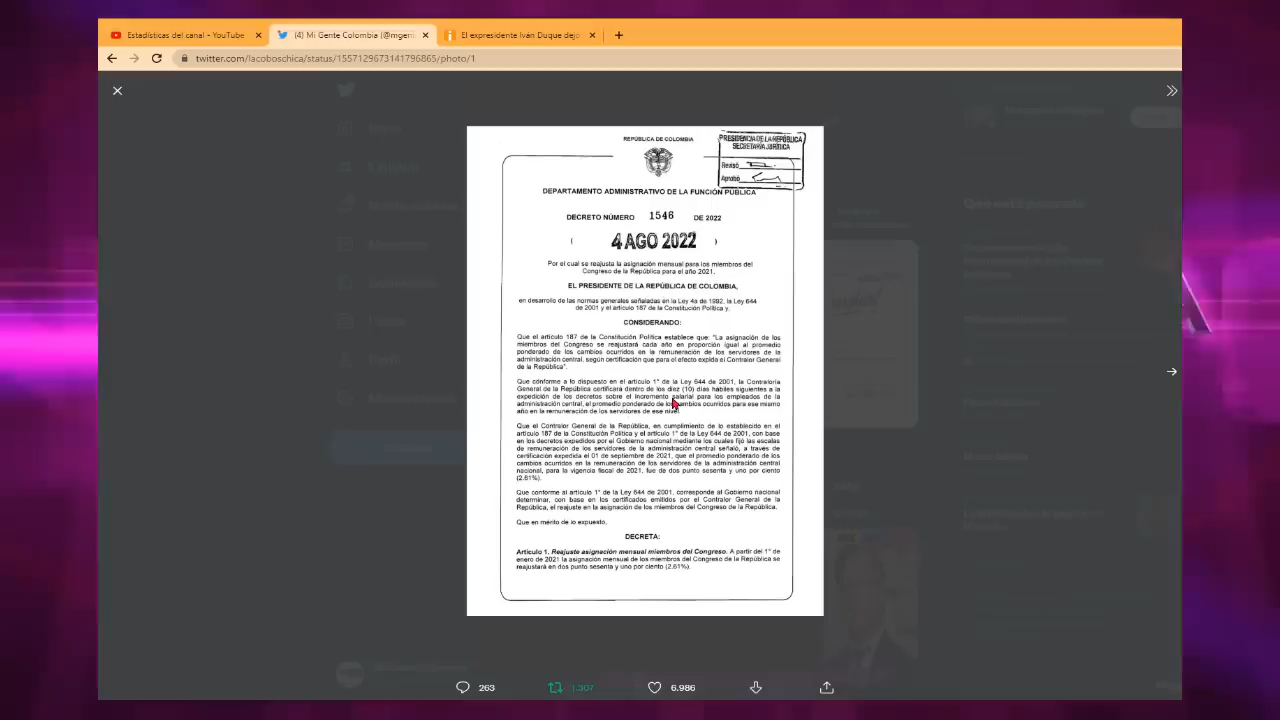 Estadísticas del canal - YouTube
(4) Mi Gente Colombia (@mgeri
El expresidente Iván Duque dejo
twitter.com/Jacoboschica/status/1557129673141796865/photo/1
REPÚBLICA DE COLOMBIA
PRESIDENCIA DE LA REPÚBLICA
SECRETARÍA JURÍDICA
Revisó
Aprobó
DEPARTAMENTO ADMINISTRATIVO DE LA FUNCIÓN PÚBLICA
DECRETO NÚMERO 1546 DE 2022
( 4 AGO 2022 )
Por el cual se reajusta la asignación mensual para los miembros del
Congreso de la República para el año 2021.
EL PRESIDENTE DE LA REPÚBLICA DE COLOMBIA,
en desarrollo de las normas generales señaladas en la Ley 4a de 1992, la Ley 644
de 2001 y el artículo 187 de la Constitución Política y,
CONSIDERANDO:
Que el artículo 187 de la Constitución Política establece que: "La asignación de los
miembros del Congreso se reajustará cada año en proporción igual al promedio
ponderado de los cambios ocurridos en la remuneración de los servidores de la
administración central, según certificación que para el efecto expida el Contralor General
de la República".
Que conforme a lo dispuesto en el artículo 1° de la Ley 644 de 2001, la Contraloría
General de la República certificará dentro de los diez (10) días hábiles siguientes a la
expedición de los decretos sobre el incremento salarial para los empleados de la
administración central, el promedio ponderado de los cambios ocurridos para ese mismo
año en la remuneración de los servidores de ese nivel.
Que el Contralor General de la República, en cumplimiento de lo establecido en el
artículo 187 de la Constitución Política y el artículo 1° de la Ley 644 de 2001, con base
en los decretos expedidos por el Gobierno nacional mediante los cuales fijó las escalas
de remuneración de los servidores de la administración central señaló, a través de
certificación expedida el 01 de septiembre de 2021, que el promedio ponderado de los
cambios ocurridos en la remuneración de los servidores de la administración central
nacional, para la vigencia fiscal de 2021, fue de dos punto sesenta y uno por ciento
(2.61%).
Que conforme al artículo 1° de la Ley 644 de 2001, corresponde al Gobierno nacional
determinar, con base en los certificados emitidos por el Contralor General de la
República, el reajuste en la asignación de los miembros del Congreso de la República.
Que en mérito de lo expuesto,
DECRETA:
Artículo 1. Reajuste asignación mensual miembros del Congreso. A partir del 1° de
enero de 2021 la asignación mensual de los miembros del Congreso de la República se
reajustará en dos punto sesenta y uno por ciento (2.61%).
263
1.307
6.986